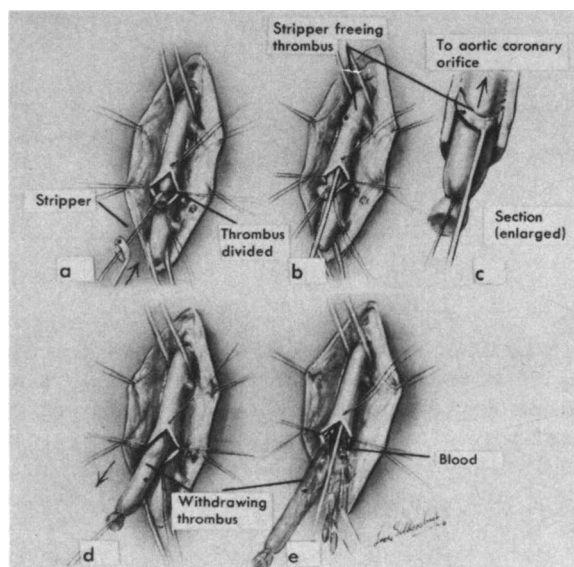 Stripper freeing
thrombus
To aortic coronary
orifice
Stripper
Thrombus
divided
Section
(enlarged)
a
b
c
Blood
Withdrawing
thrombus
d
e